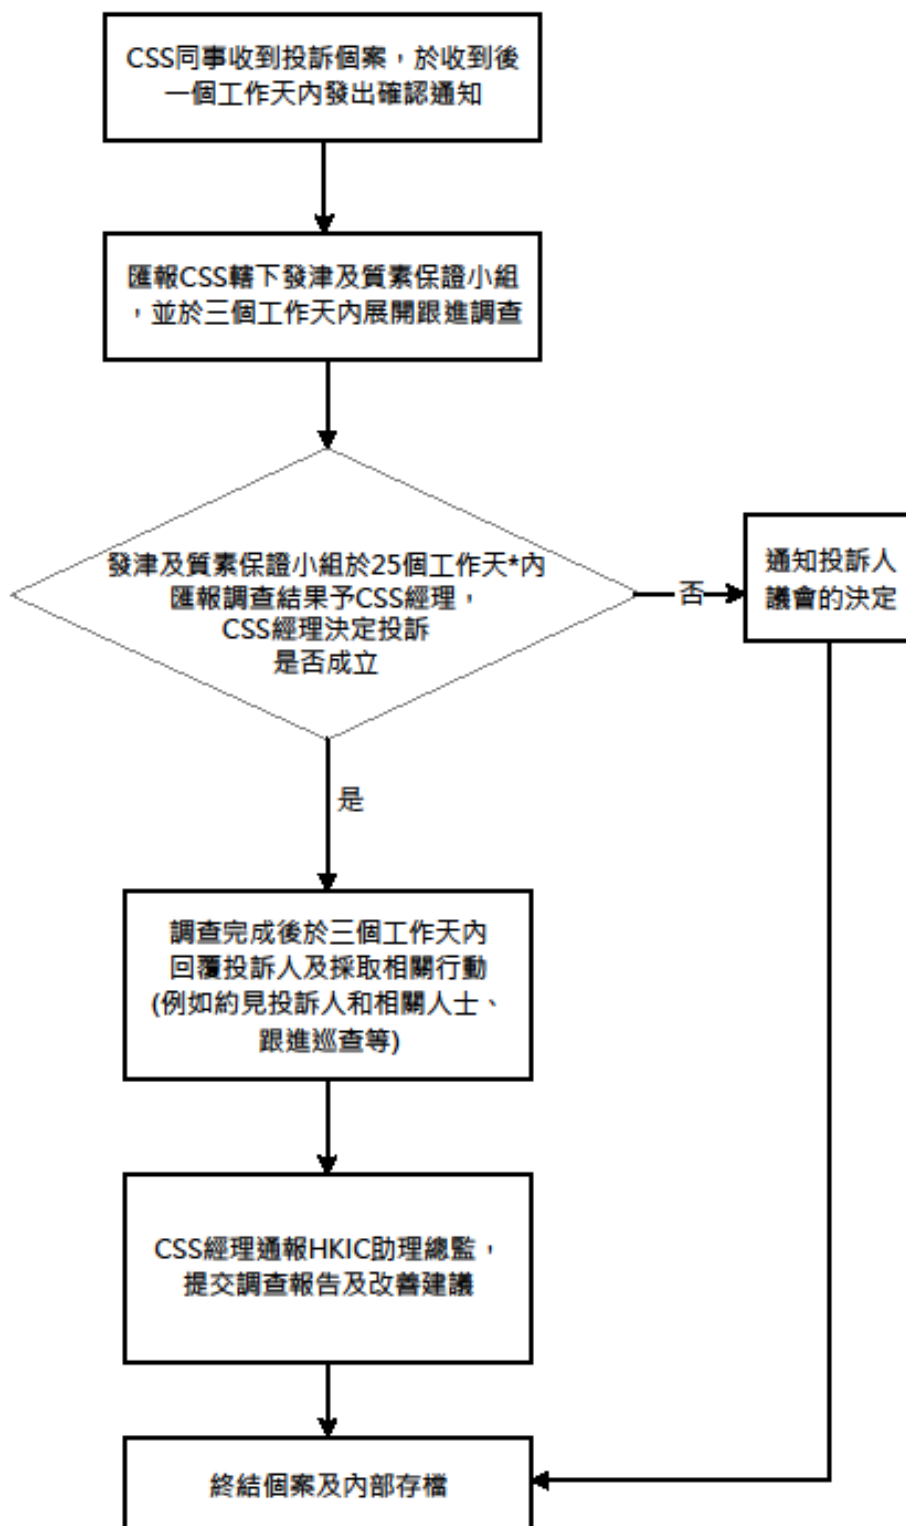 CSS同事收到投訴個案，於收到後
一個工作天內發出確認通知
匯報CSS轄下發津及質素保證小組
，並於三個工作天內展開跟進調查
發津及質素保證小組於25個工作天*內
匯報調查結果予CSS經理，
CSS經理決定投訴
是否成立
否
通知投訴人
議會的決定
是
調查完成後於三個工作天內
回覆投訴人及採取相關行動
(例如約見投訴人和相關人士、
跟進巡查等)
CSS經理通報HKIC助理總監，
提交調查報告及改善建議
終結個案及內部存檔